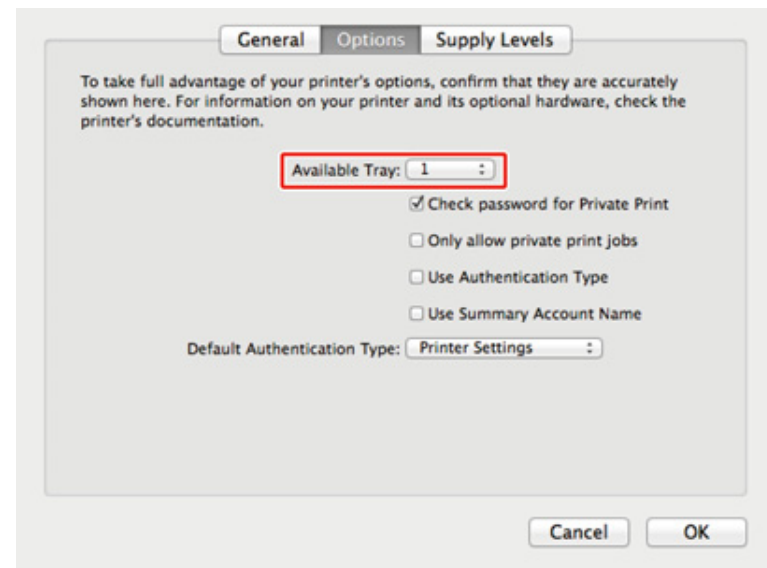 General Options Supply Levels
To take full advantage of your printer's options, confirm that they are accurately
shown here. For information on your printer and its optional hardware, check the
printer's documentation.
Available Tray: 1
Check password for Private Print
Only allow private print jobs
Use Authentication Type
Use Summary Account Name
Default Authentication Type: Printer Settings
Cancel OK